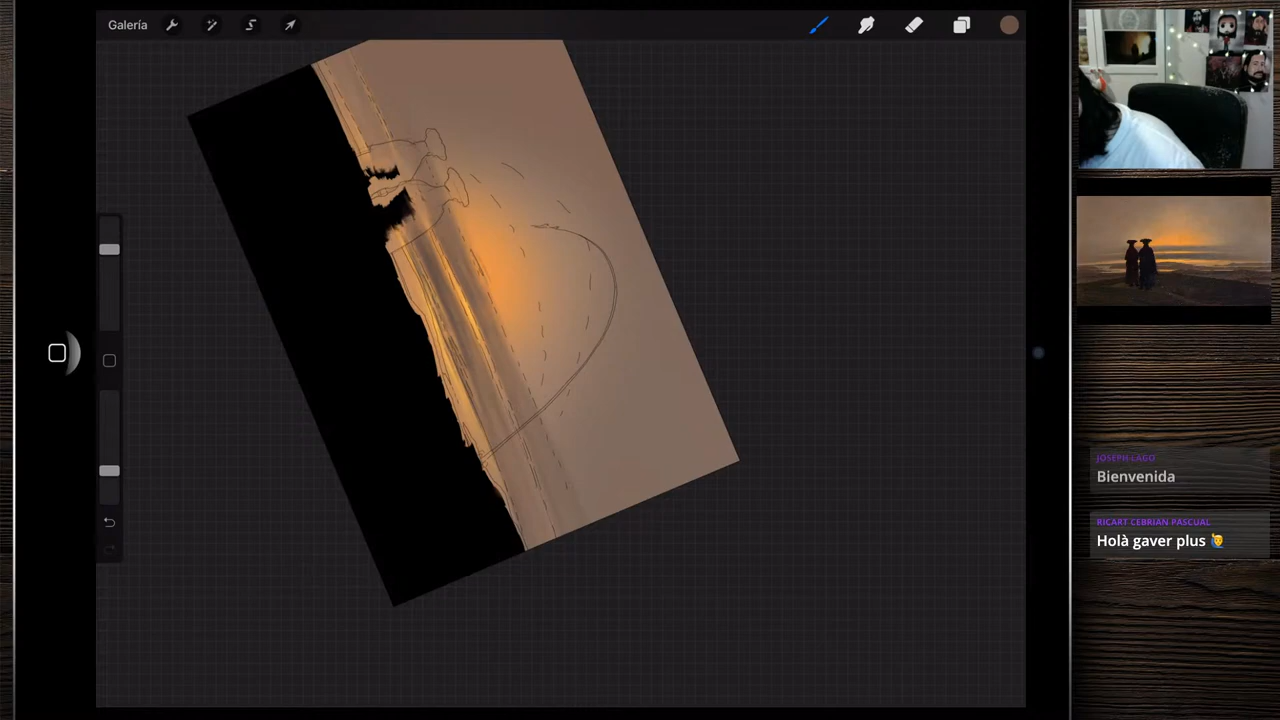 Galería
JOSEPH LAGO
Bienvenida
RICART CEBRIAN PASCUAL
Holà gaver plus 🙋‍♂️